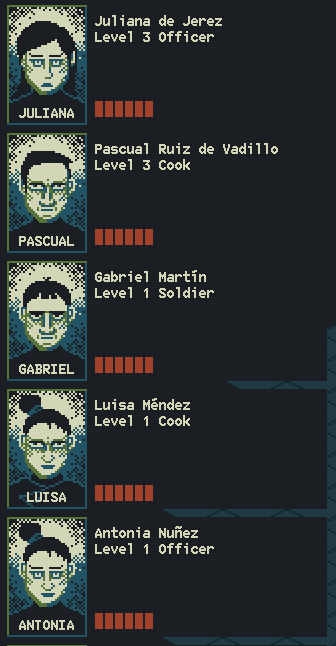 Juliana de Jerez
Level 3 Officer
JULIANA
Pascual Ruiz de Vadillo
Level 3 Cook
PASCUAL
Gabriel Martín
Level 1 Soldier
GABRIEL
Luisa Méndez
Level 1 Cook
LUISA
Antonia Nuñez
Level 1 Officer
ANTONIA